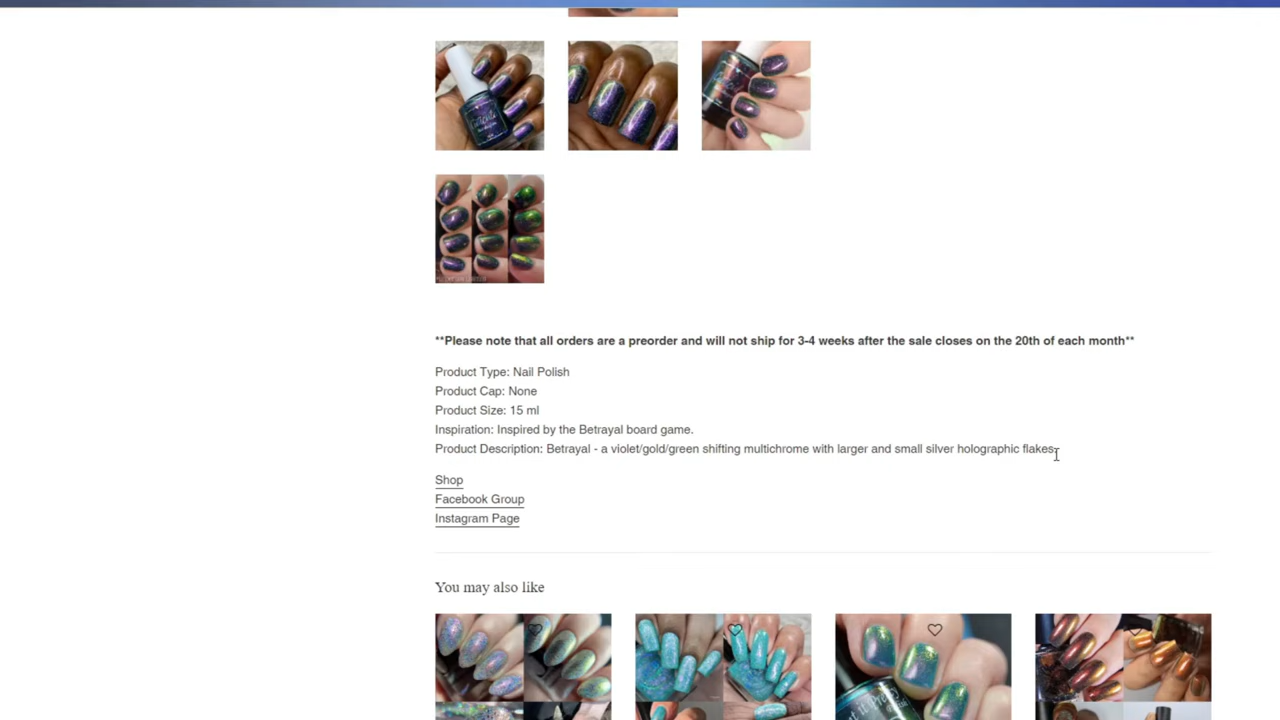 **Please note that all orders are a preorder and will not ship for 3-4 weeks after the sale closes on the 20th of each month**
Product Type: Nail Polish
Product Cap: None
Product Size: 15 ml
Inspiration: Inspired by the Betrayal board game.
Product Description: Betrayal - a violet/gold/green shifting multichrome with larger and small silver holographic flakes.
Shop
Facebook Group
Instagram Page
You may also like